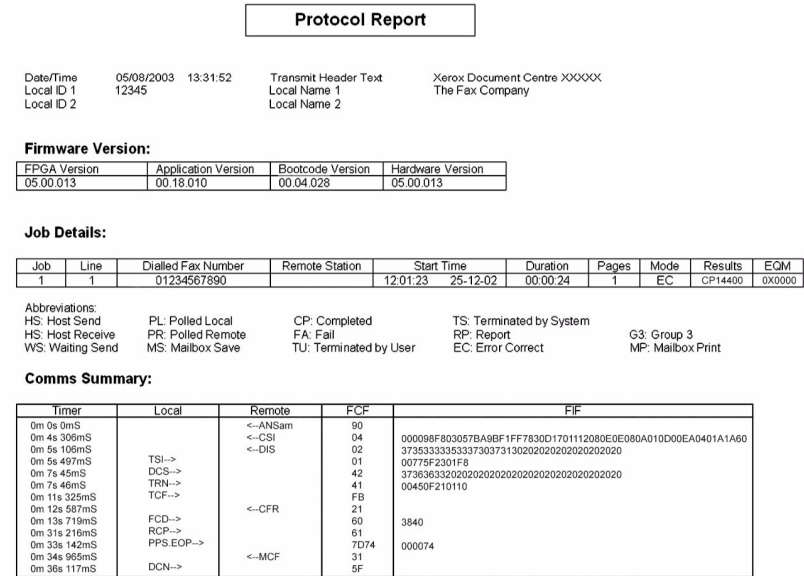 Protocol Report
Date/Time 05/08/2003 13:31:52 Transmit Header Text Xerox Document Centre XXXXX
Local ID 1 12345 Local Name 1 The Fax Company
Local ID 2 Local Name 2
Firmware Version:
FPGA Version Application Version Bootcode Version Hardware Version
05.00.013 00.18.010 00.04.028 05.00.013
Job Details:
Job Line Dialled Fax Number Remote Station Start Time Duration Pages Mode Results EQM
1 1 01234567890 12:01:23 25-12-02 00:00:24 1 EC CP14400 0X0000
Abbreviations:
HS: Host Send PL: Polled Local CP: Completed TS: Terminated by System
HS: Host Receive PR: Polled Remote FA: Fail RP: Report G3: Group 3
WS: Waiting Send MS: Mailbox Save TU: Terminated by User EC: Error Correct MP: Mailbox Print
Comms Summary:
Timer Local Remote FCF FIF
0m 0s 0mS <--ANSam 90
0m 4s 306mS <--CSI 04 000098F803057BA9BF1FF7830D1701112080E0E080A010D00EA0401A1A60
0m 5s 106mS <--DIS 02 3735333335333730373130202020202020202020
0m 5s 497mS TSI--> 01 00775F2301F8
0m 7s 45mS DCS--> 42 3736363320202020202020202020202020202020
0m 7s 46mS TRN--> 41 00450F210110
0m 11s 325mS TCF--> FB
0m 12s 587mS <--CFR 21
0m 13s 719mS FCD--> 60 3840
0m 31s 216mS RCP--> 61
0m 33s 142mS PPS.EOP--> 7D74 000074
0m 34s 965mS <--MCF 31
0m 36s 117mS DCN--> 5F